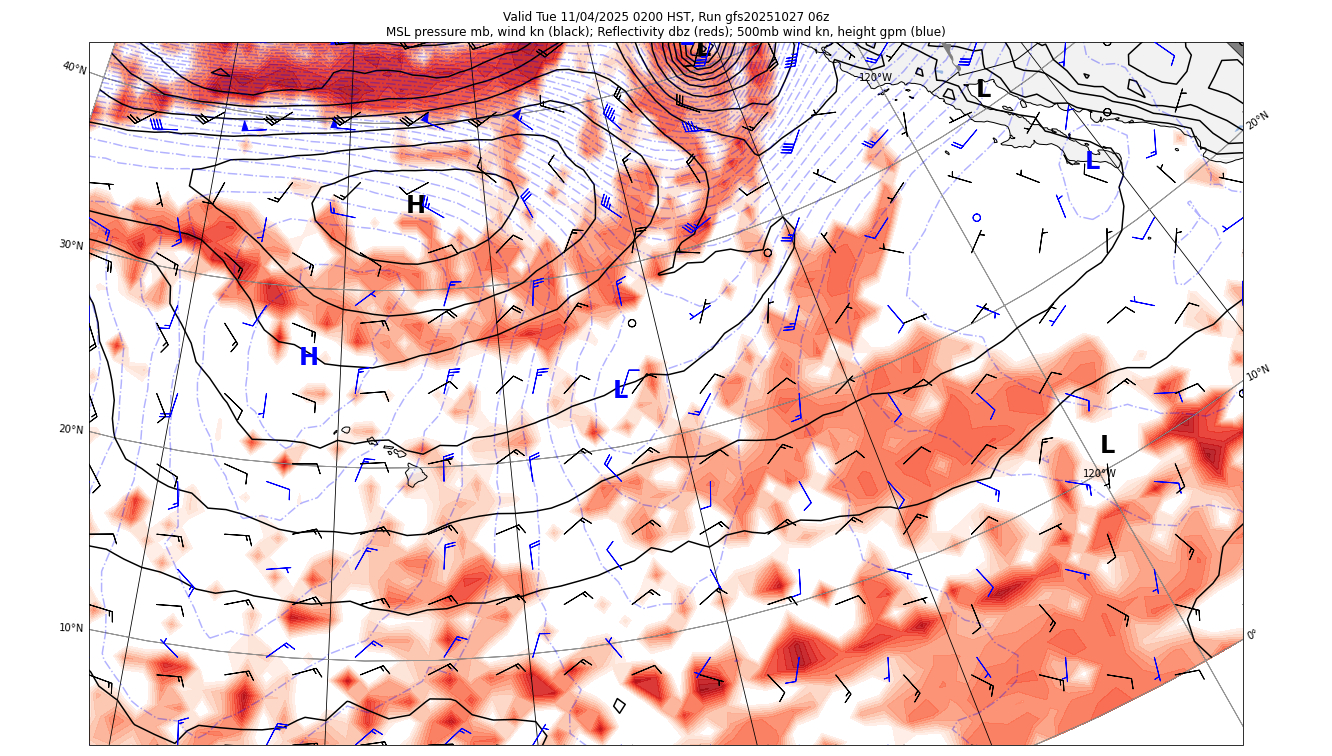 Valid Tue 11/04/2025 0200 HST, Run gfs20251027 06z
MSL pressure mb, wind kn (black); Reflectivity dbz (reds); 500mb wind kn, height gpm (blue)
L
40°N
120°W
L
20°N
L
H
30°N
H
L
10°N
20°N
L
120°W
10°N
0°